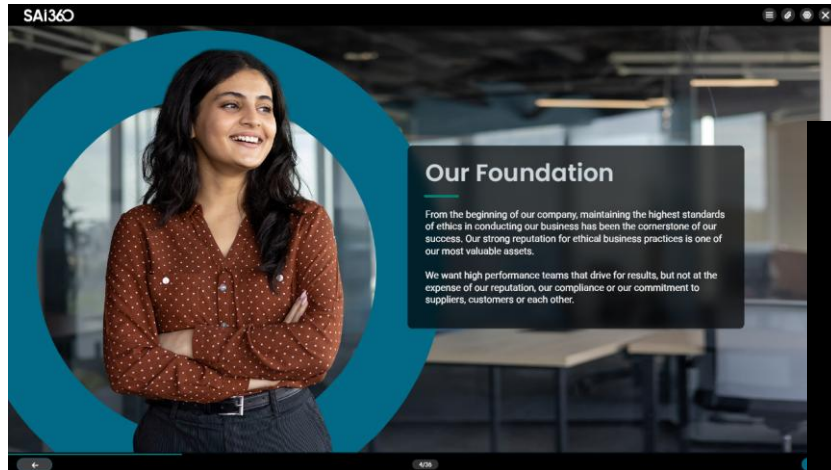 SAI360
Our Foundation
From the beginning of our company, maintaining the highest standards
of ethics in conducting our business has been the cornerstone of our
success. Our strong reputation for ethical business practices is one of
our most valuable assets.
We want high performance teams that drive for results, but not at the
expense of our reputation, our compliance or our commitment to
suppliers, customers or each other.
4/36